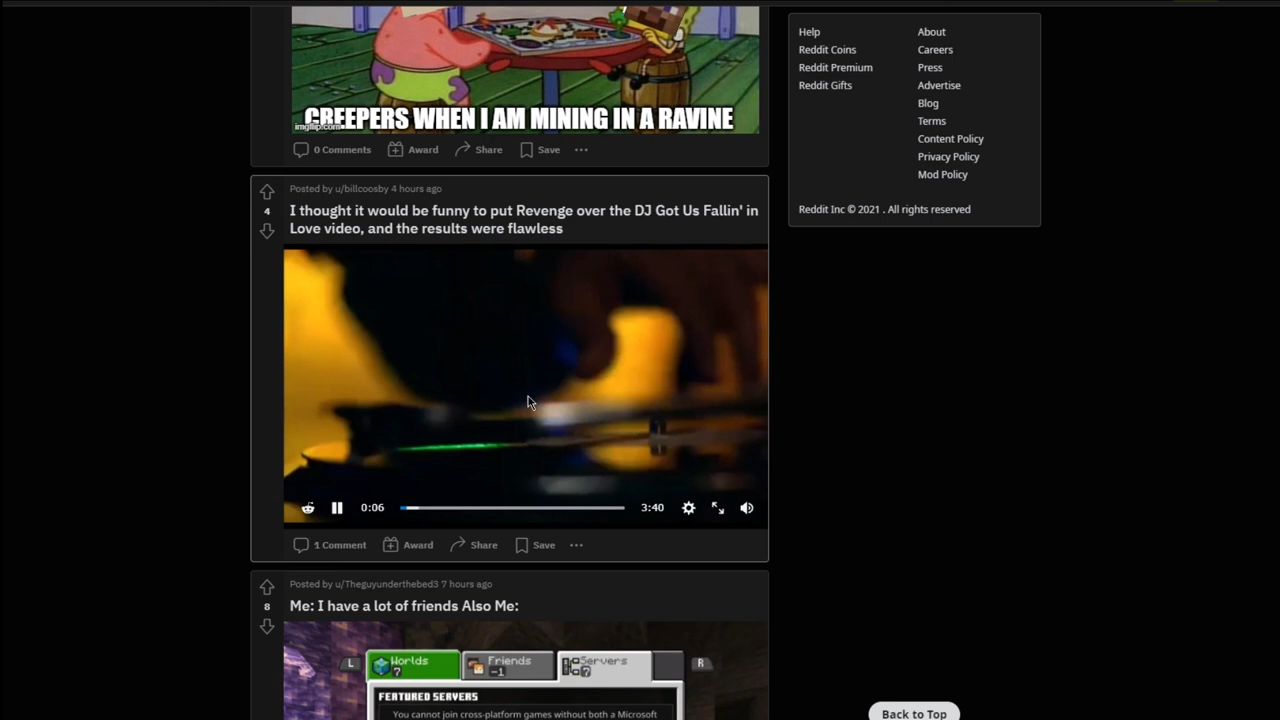 CREEPERS WHEN I AM MINING IN A RAVINE
imgflip.com
0 Comments Award Share Save
Help About
Reddit Coins Careers
Reddit Premium Press
Reddit Gifts Advertise
Blog
Terms
Content Policy
Privacy Policy
Mod Policy
Reddit Inc © 2021 . All rights reserved
Posted by u/billcoosby 4 hours ago
4
I thought it would be funny to put Revenge over the DJ Got Us Fallin' in
Love video, and the results were flawless
0:06 3:40
1 Comment Award Share Save
Posted by u/Theguyunderthebed3 7 hours ago
8
Me: I have a lot of friends Also Me:
L Worlds ? Friends -1 Servers ? R
FEATURED SERVERS
You cannot join cross-platform games without both a Microsoft
Back to Top